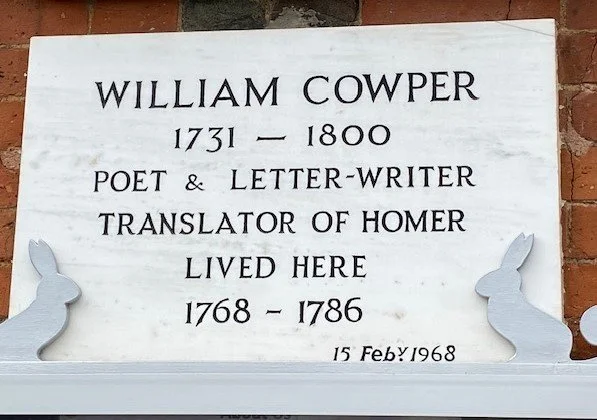 WILLIAM COWPER
1731 — 1800
POET & LETTER-WRITER
TRANSLATOR OF HOMER
LIVED HERE
1768 - 1786
15 Febʸ 1968